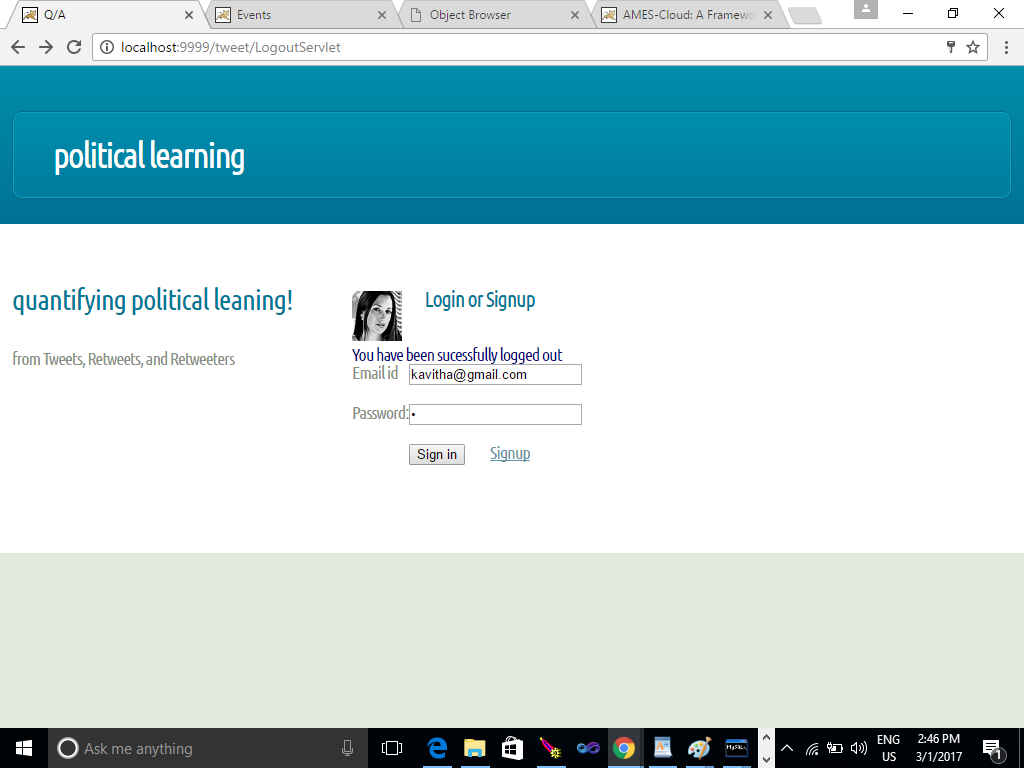 Q/A
Events
Object Browser
AMES-Cloud: A Framewo
localhost:9999/tweet/LogoutServlet
political learning
quantifying political leaning!
Login or Signup
from Tweets, Retweets, and Retweeters
You have been sucessfully logged out
Email id kavitha@gmail.com
Password:•
Sign in Signup
Ask me anything
MySQL
ENG
US
2:46 PM
3/1/2017
1